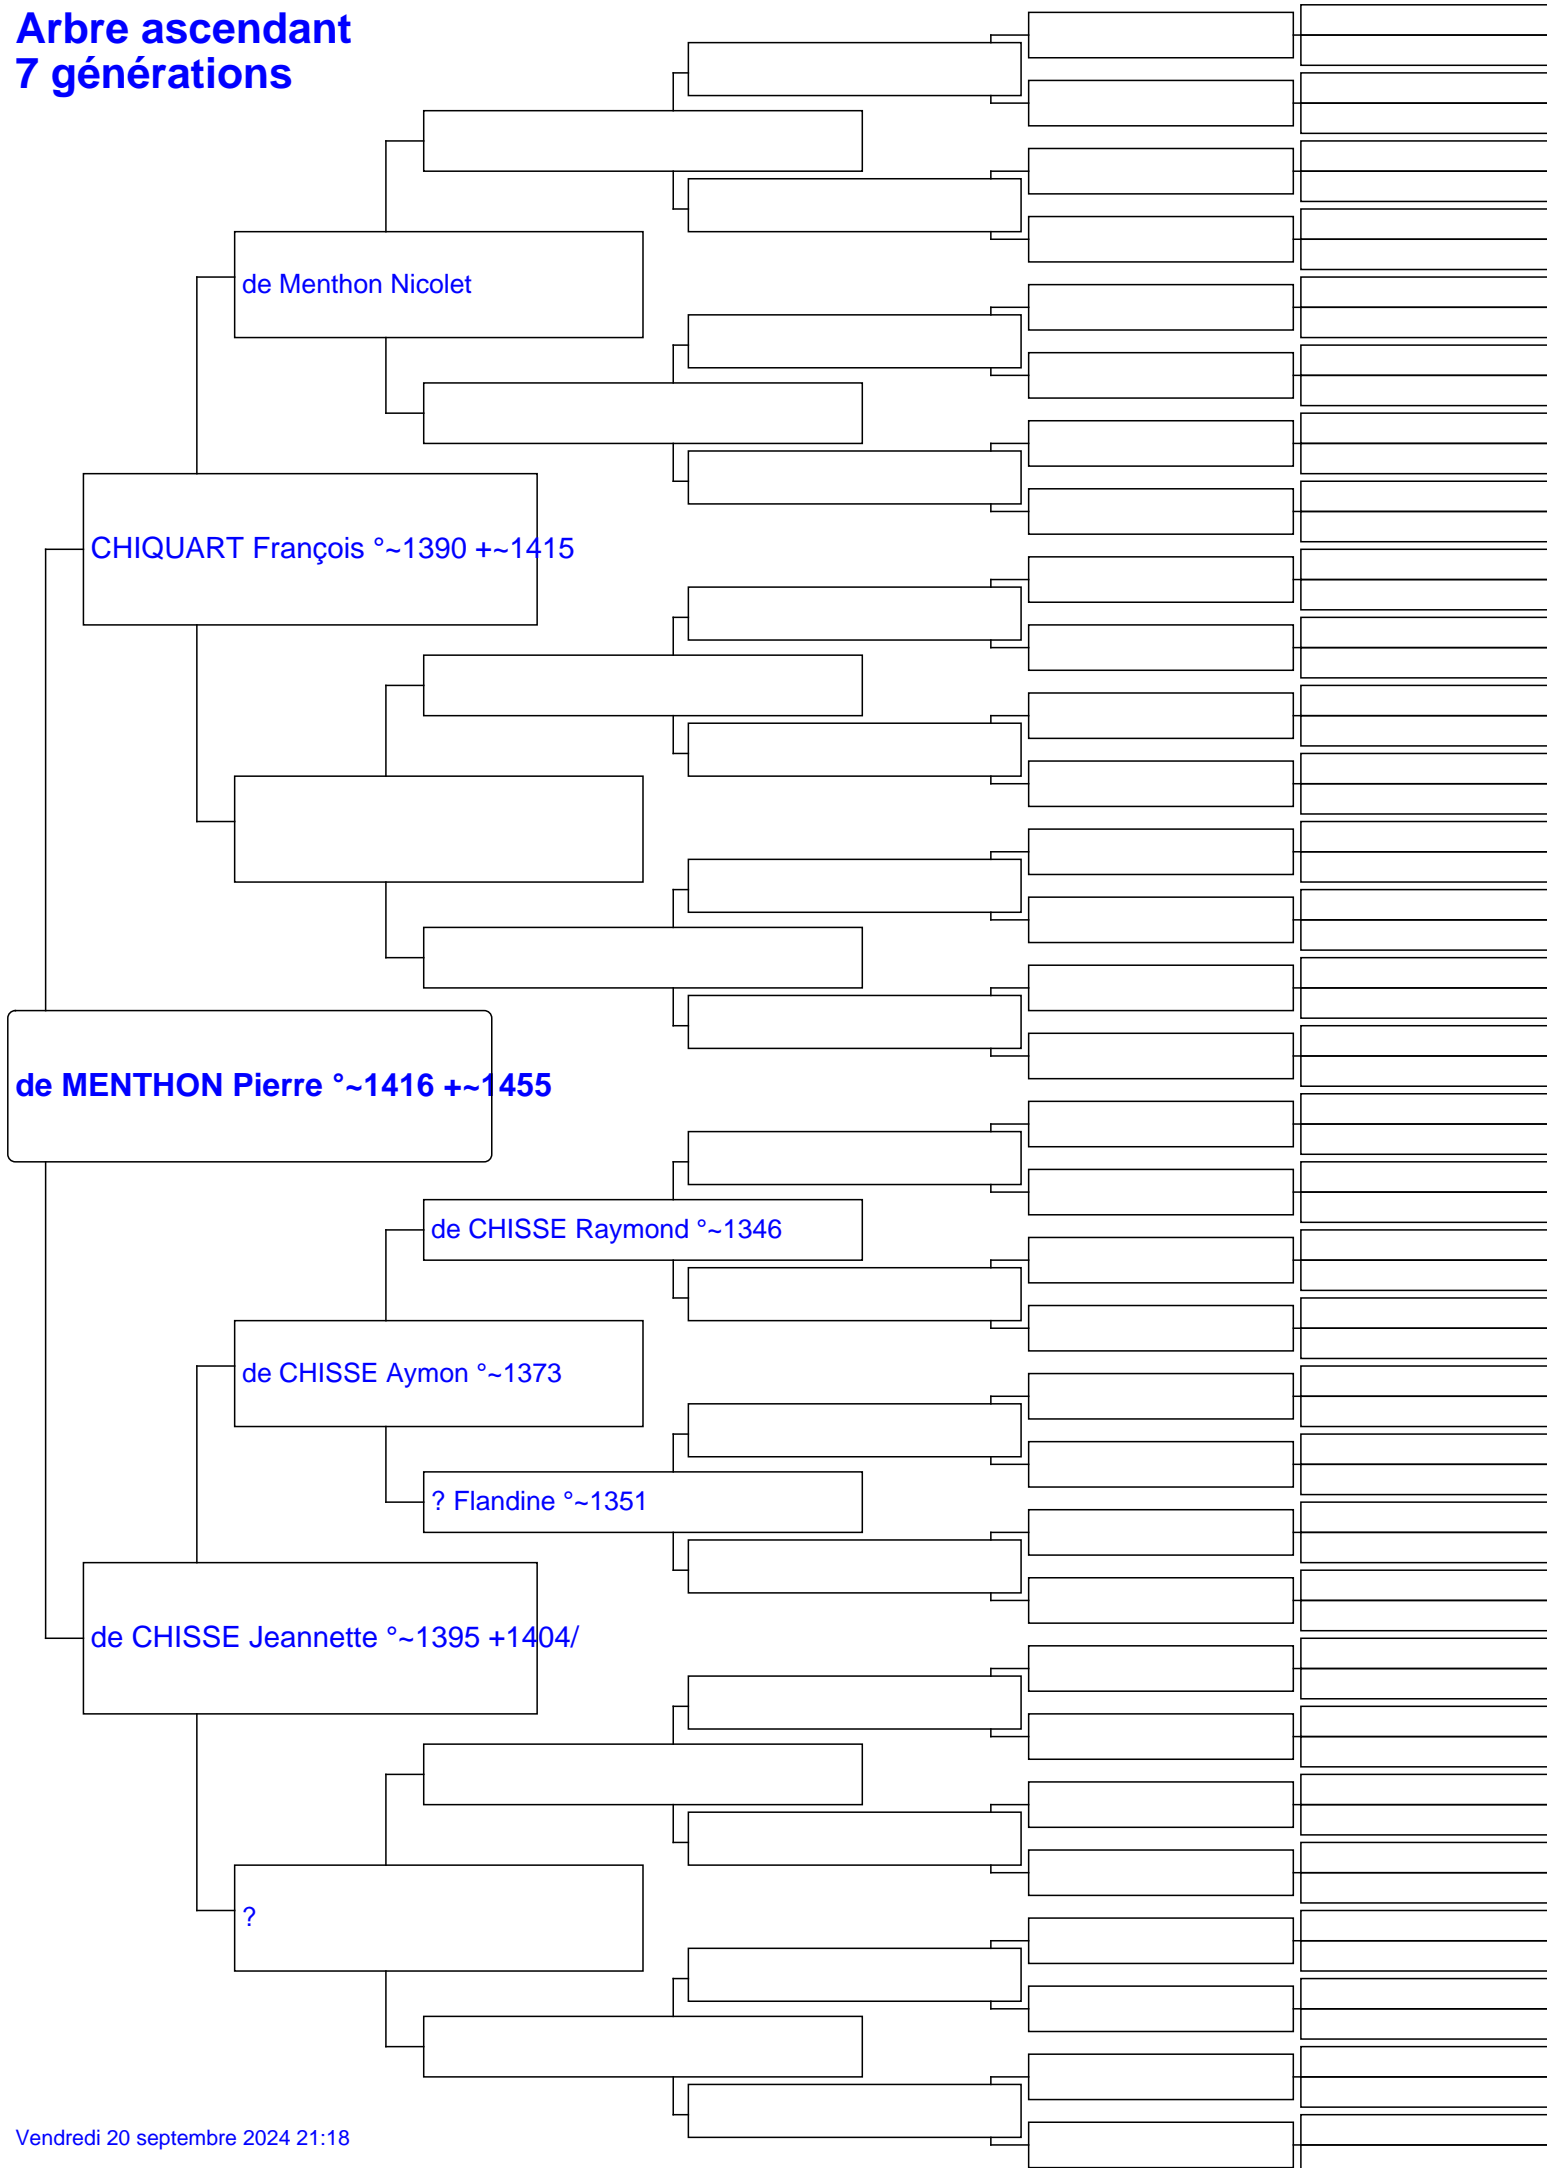 Arbre ascendant
7 générations
de Menthon Nicolet
CHIQUART François °~1390 +~1415
de MENTHON Pierre °~1416 +~1455
de CHISSE Raymond °~1346
de CHISSE Aymon °~1373
? Flandine °~1351
de CHISSE Jeannette °~1395 +1404/
?
Vendredi 20 septembre 2024 21:18